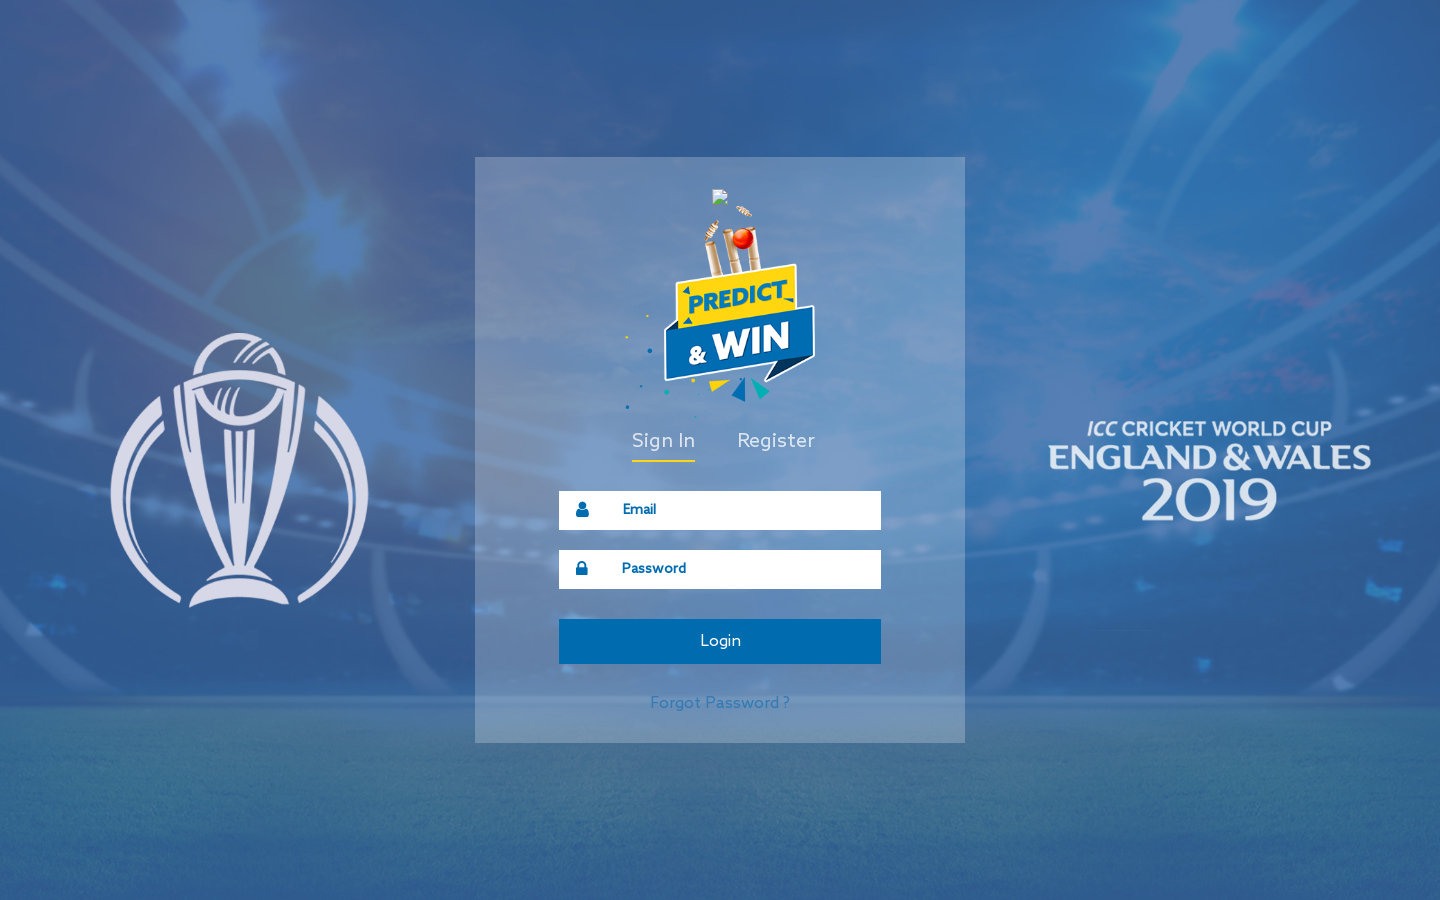 PREDICT
& WIN
Sign In
Register
Email
Password
Login
Forgot Password ?
ICC CRICKET WORLD CUP
ENGLAND & WALES
2019